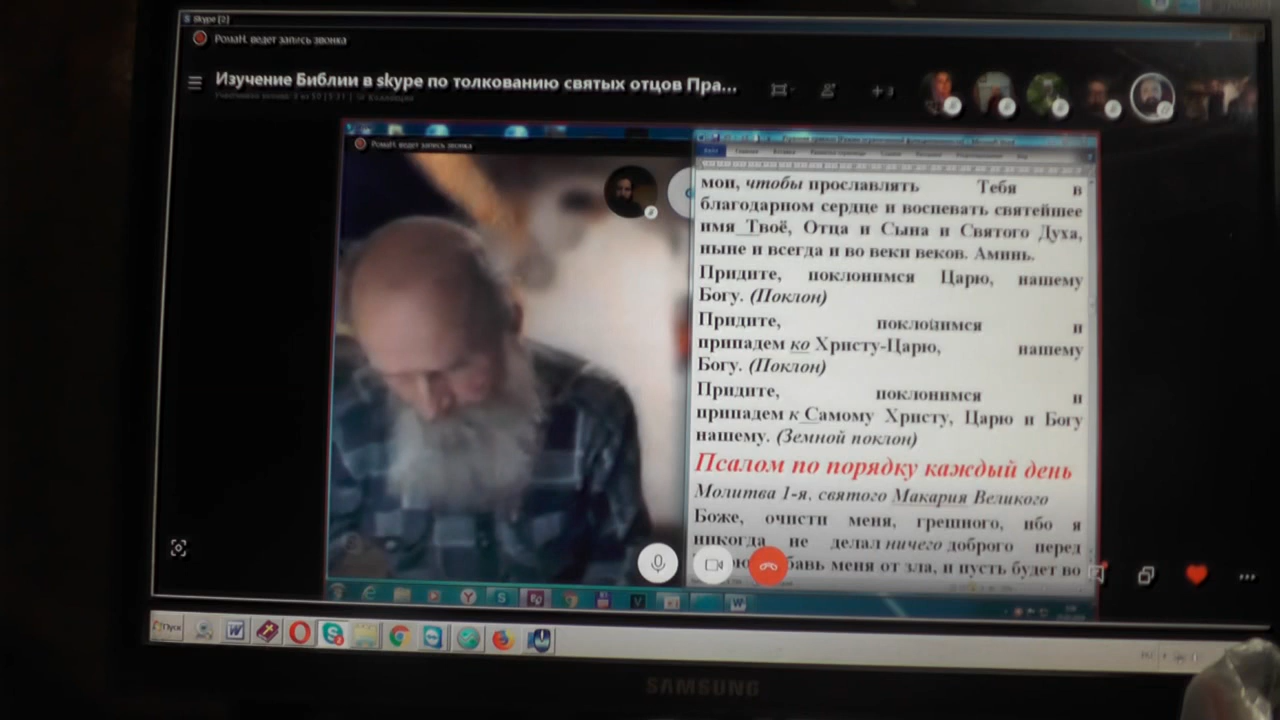 Skype [2]
РомаН. ведет запись звонка
Изучение Библии в skype по толкованию святых отцов Пра...
РомаН. ведет запись звонка
мои, чтобы прославлять Тебя в
благодарном сердце и воспевать святейшее
имя Твоё, Отца и Сына и Святого Духа,
ныне и всегда и во веки веков. Аминь.
Придите, поклонимся Царю, нашему
Богу. (Поклон)
Придите, поклонимся и
припадем ко Христу-Царю, нашему
Богу. (Поклон)
Придите, поклонимся и
припадем к Самому Христу, Царю и Богу
нашему. (Земной поклон)
Псалом по порядку каждый день
Молитва 1-я, святого Макария Великого
Боже, очисти меня, грешного, ибо я
никогда не делал ничего доброго перед
меня от зла, и пусть будет во
Пуск
SAMSUNG